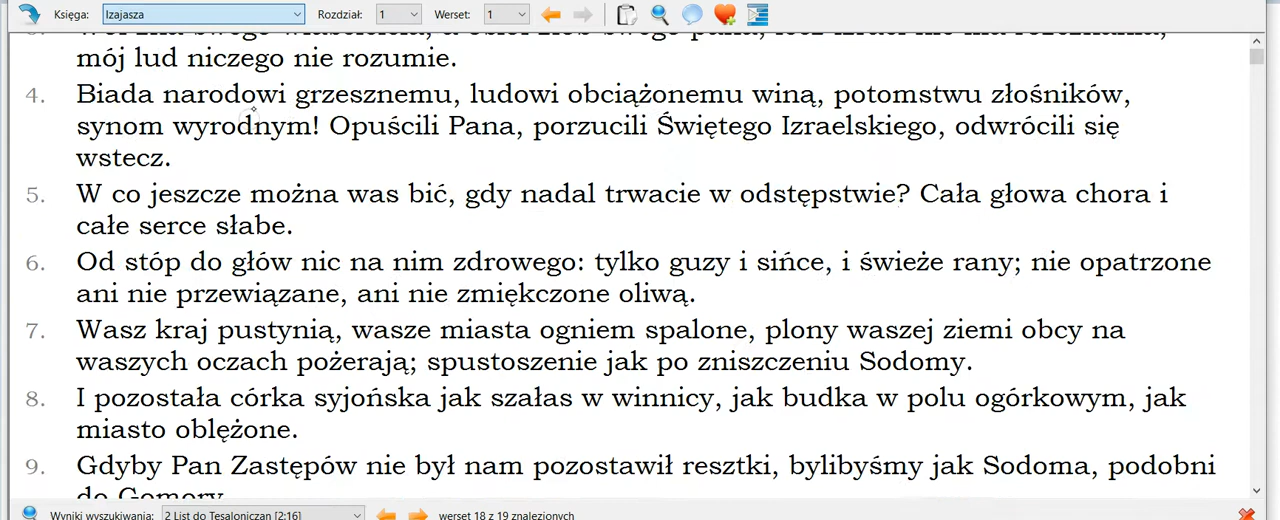 Księga: Izajasza Rozdział: 1 Werset: 1
mój lud niczego nie rozumie.
4. Biada narodowi grzesznemu, ludowi obciążonemu winą, potomstwu złośników,
synom wyrodnym! Opuścili Pana, porzucili Świętego Izraelskiego, odwrócili się
wstecz.
5. W co jeszcze można was bić, gdy nadal trwacie w odstępstwie? Cała głowa chora i
całe serce słabe.
6. Od stóp do głów nic na nim zdrowego: tylko guzy i sińce, i świeże rany; nie opatrzone
ani nie przewiązane, ani nie zmiękczone oliwą.
7. Wasz kraj pustynią, wasze miasta ogniem spalone, plony waszej ziemi obcy na
waszych oczach pożerają; spustoszenie jak po zniszczeniu Sodomy.
8. I pozostała córka syjońska jak szałas w winnicy, jak budka w polu ogórkowym, jak
miasto oblężone.
9. Gdyby Pan Zastępów nie był nam pozostawił resztki, bylibyśmy jak Sodoma, podobni
do Gomory
Wyniki wyszukiwania: 2 List do Tesaloniczan [2:16] werset 18 z 19 znalezionych